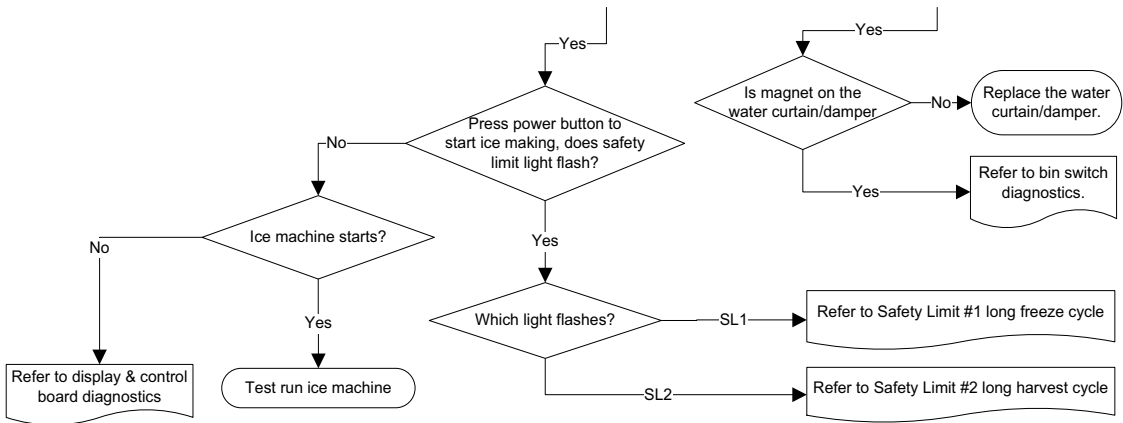 Yes
Yes
Is magnet on the
water curtain/damper
No
Replace the water
curtain/damper.
Press power button to
start ice making, does safety
limit light flash?
No
Yes
Refer to bin switch
diagnostics.
Ice machine starts?
No
Yes
Yes
Which light flashes?
SL1
Refer to Safety Limit #1 long freeze cycle
Refer to display & control
board diagnostics
Test run ice machine
SL2
Refer to Safety Limit #2 long harvest cycle